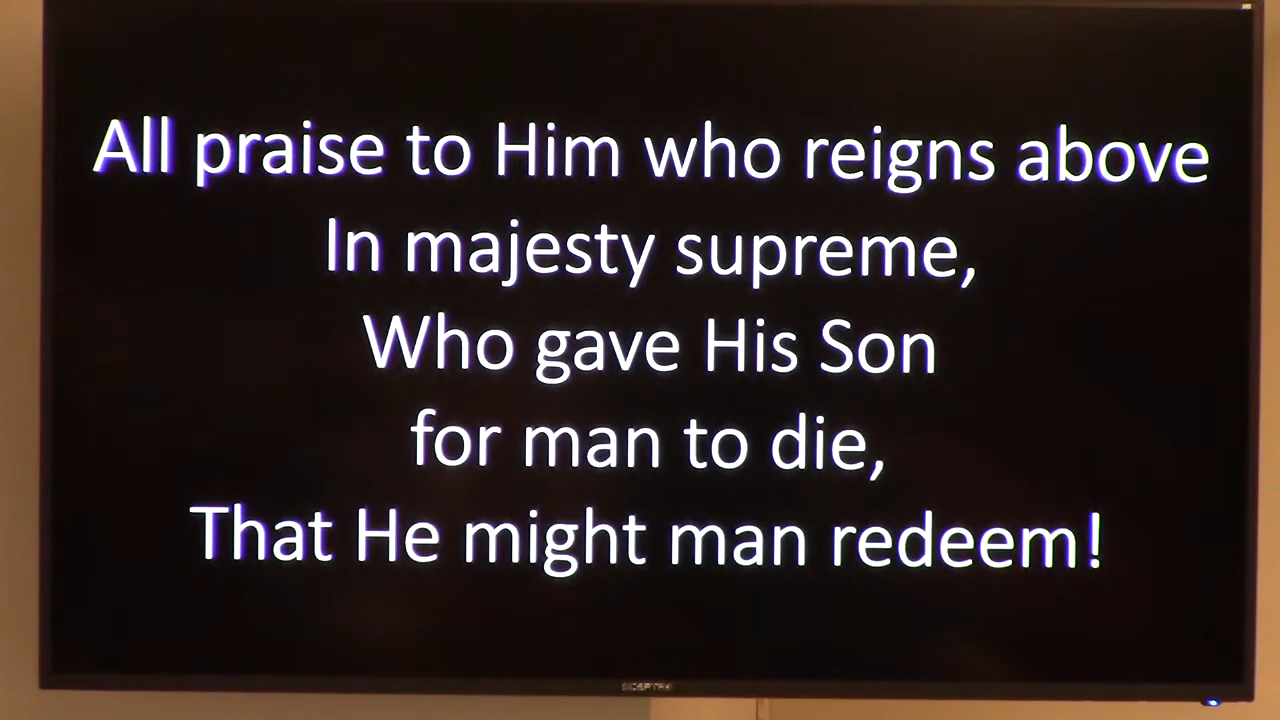 All praise to Him who reigns above
In majesty supreme,
Who gave His Son
for man to die,
That He might man redeem!
SCEPTRE